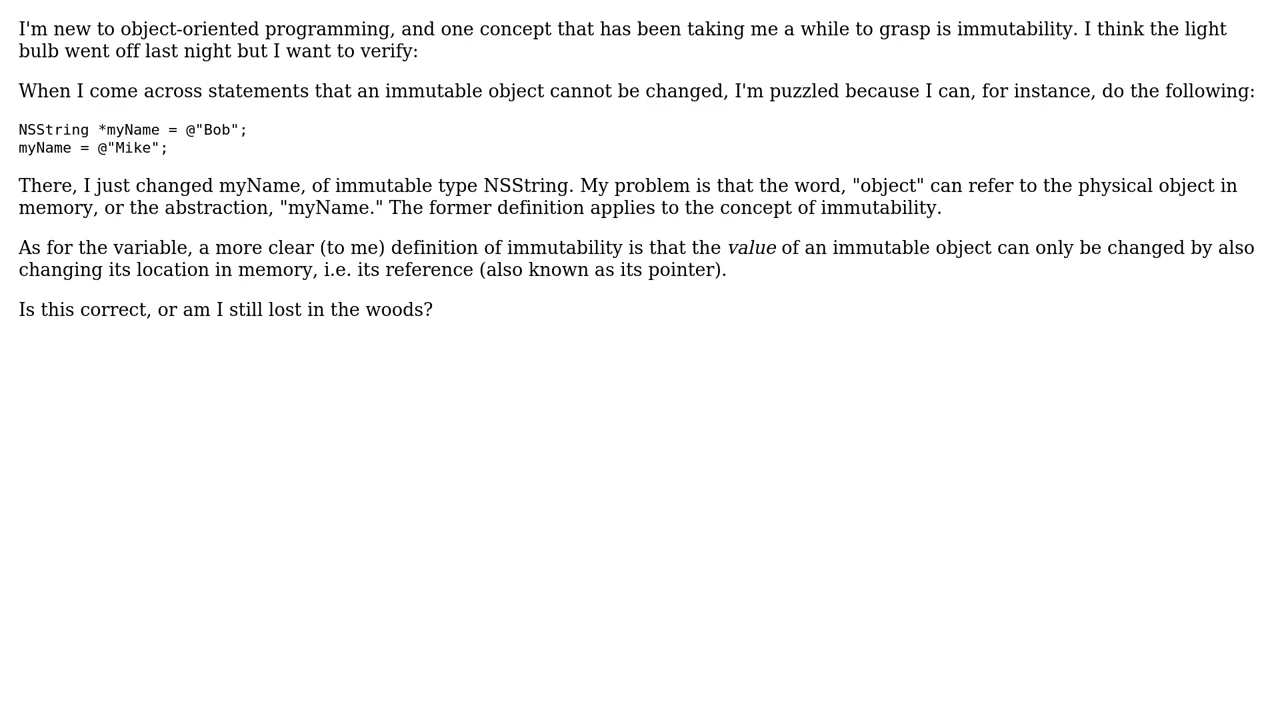 I'm new to object-oriented programming, and one concept that has been taking me a while to grasp is immutability. I think the light
bulb went off last night but I want to verify:
When I come across statements that an immutable object cannot be changed, I'm puzzled because I can, for instance, do the following:
NSString *myName = @"Bob";
myName = @"Mike";
There, I just changed myName, of immutable type NSString. My problem is that the word, "object" can refer to the physical object in
memory, or the abstraction, "myName." The former definition applies to the concept of immutability.
As for the variable, a more clear (to me) definition of immutability is that the value of an immutable object can only be changed by also
changing its location in memory, i.e. its reference (also known as its pointer).
Is this correct, or am I still lost in the woods?